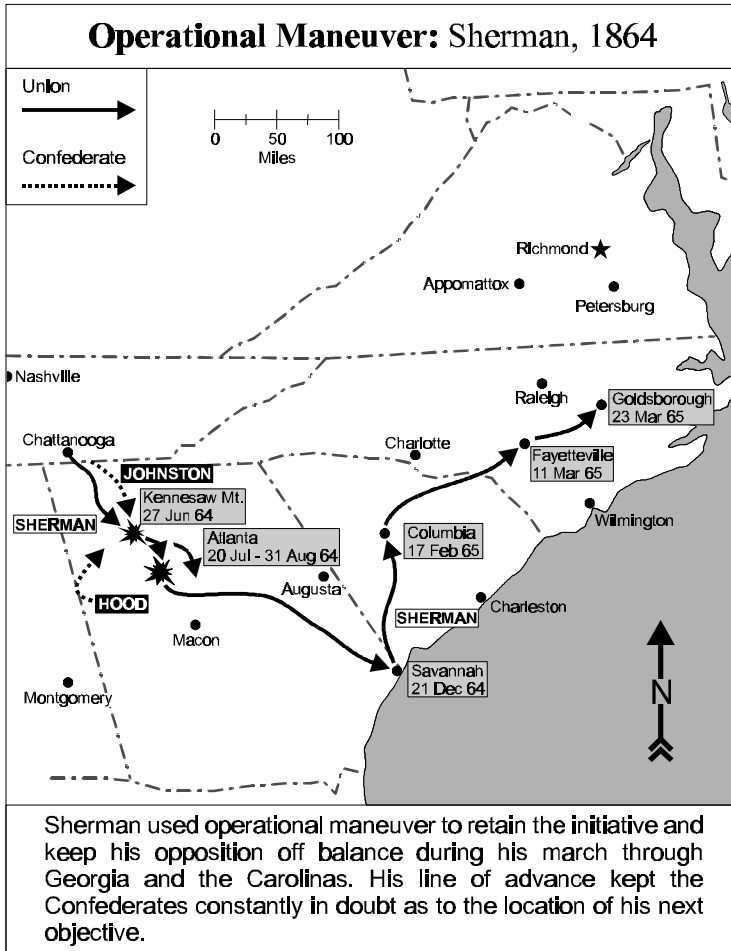 Operational Maneuver: Sherman, 1864
Union
Confederate
0 50 100
Miles
Richmond
Appomattox
Petersburg
Nashville
Raleigh
Goldsborough
23 Mar 65
Chattanooga
Charlotte
Fayetteville
11 Mar 65
JOHNSTON
Kennesaw Mt.
27 Jun 64
SHERMAN
Wilmington
Atlanta
20 Jul - 31 Aug 64
Columbia
17 Feb 65
Augusta
HOOD
SHERMAN
Charleston
Macon
Savannah
21 Dec 64
Montgomery
N
Sherman used operational maneuver to retain the initiative and
keep his opposition off balance during his march through
Georgia and the Carolinas. His line of advance kept the
Confederates constantly in doubt as to the location of his next
objective.